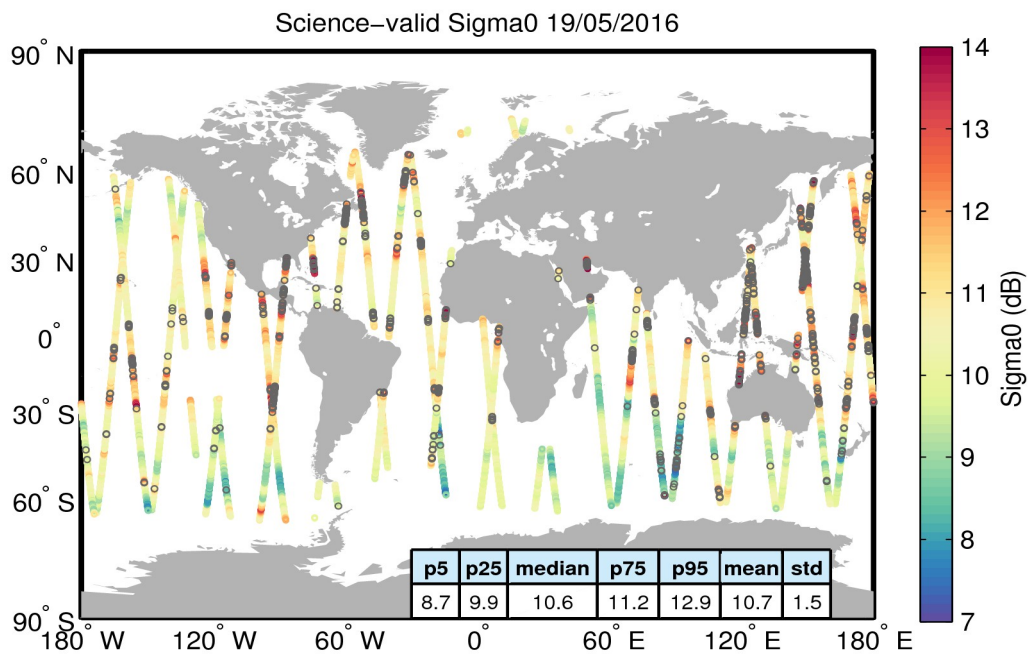 Science−valid Sigma0 19/05/2016
90° N
60° N
30° N
0°
30° S
60° S
90° S
180° W
120° W
60° W
0°
60° E
120° E
180° E
p5 p25 median p75 p95 mean std
8.7 9.9 10.6 11.2 12.9 10.7 1.5
14
13
12
11
10
9
8
7
Sigma0 (dB)